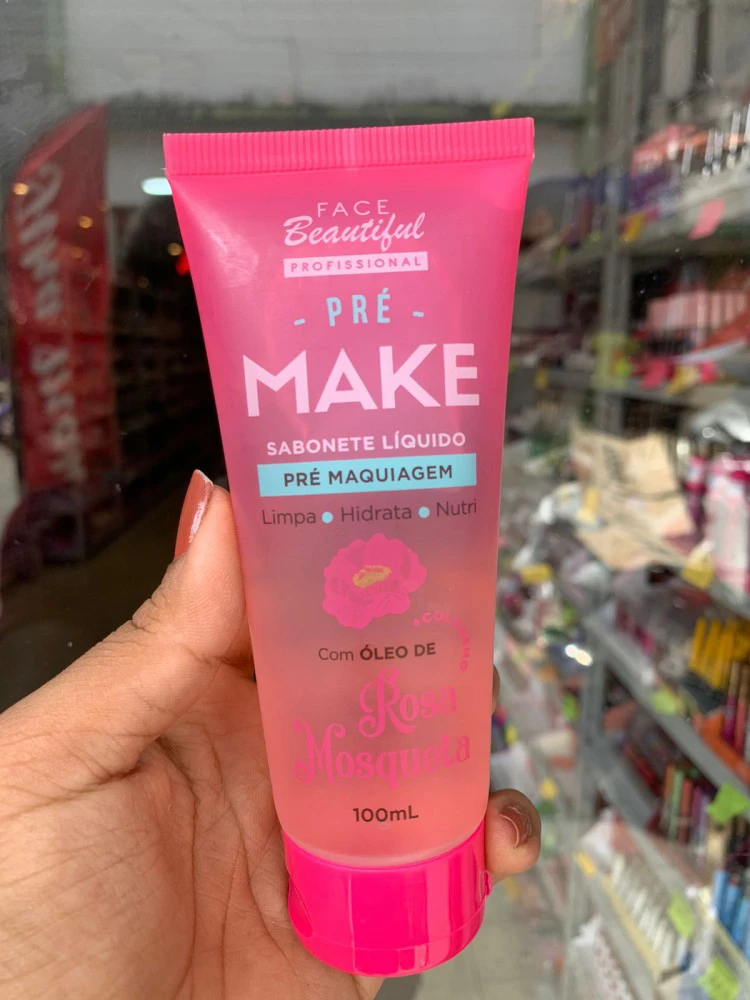 FACE
Beautiful
PROFISSIONAL
- PRÉ -
MAKE
SABONETE LÍQUIDO
PRÉ MAQUIAGEM
Limpa • Hidrata • Nutri
Com ÓLEO DE
Rosa
Mosqueta
100mL